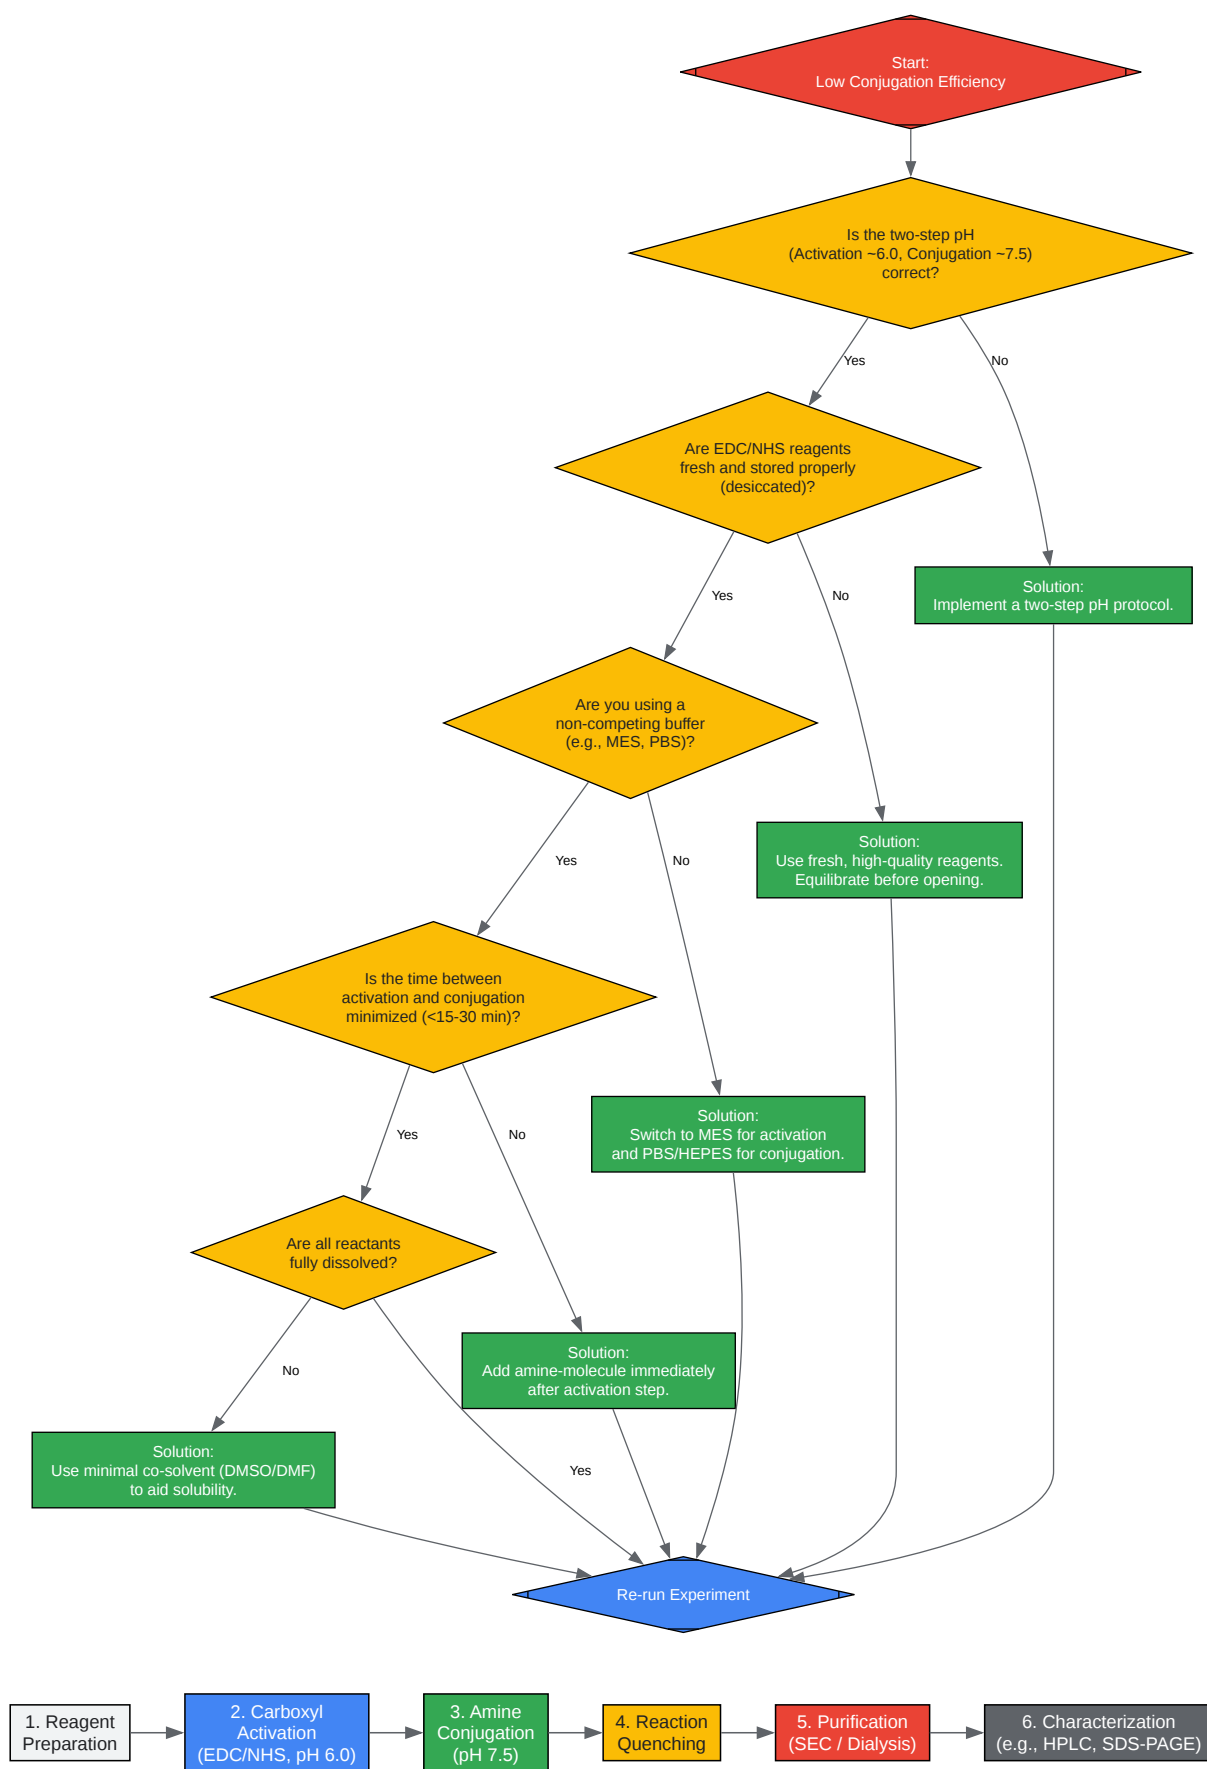 Start:
Low Conjugation Efficiency
Is the two-step pH
(Activation ~6.0, Conjugation ~7.5)
correct?
Yes
No
Are EDC/NHS reagents
fresh and stored properly
(desiccated)?
Yes
No
Solution:
Implement a two-step pH protocol.
Are you using a
non-competing buffer
(e.g., MES, PBS)?
Yes
No
Solution:
Use fresh, high-quality reagents.
Equilibrate before opening.
Is the time between
activation and conjugation
minimized (<15-30 min)?
Yes
No
Solution:
Switch to MES for activation
and PBS/HEPES for conjugation.
Are all reactants
fully dissolved?
No
Yes
Solution:
Add amine-molecule immediately
after activation step.
Solution:
Use minimal co-solvent (DMSO/DMF)
to aid solubility.
Re-run Experiment
1. Reagent
Preparation
2. Carboxyl
Activation
(EDC/NHS, pH 6.0)
3. Amine
Conjugation
(pH 7.5)
4. Reaction
Quenching
5. Purification
(SEC / Dialysis)
6. Characterization
(e.g., HPLC, SDS-PAGE)